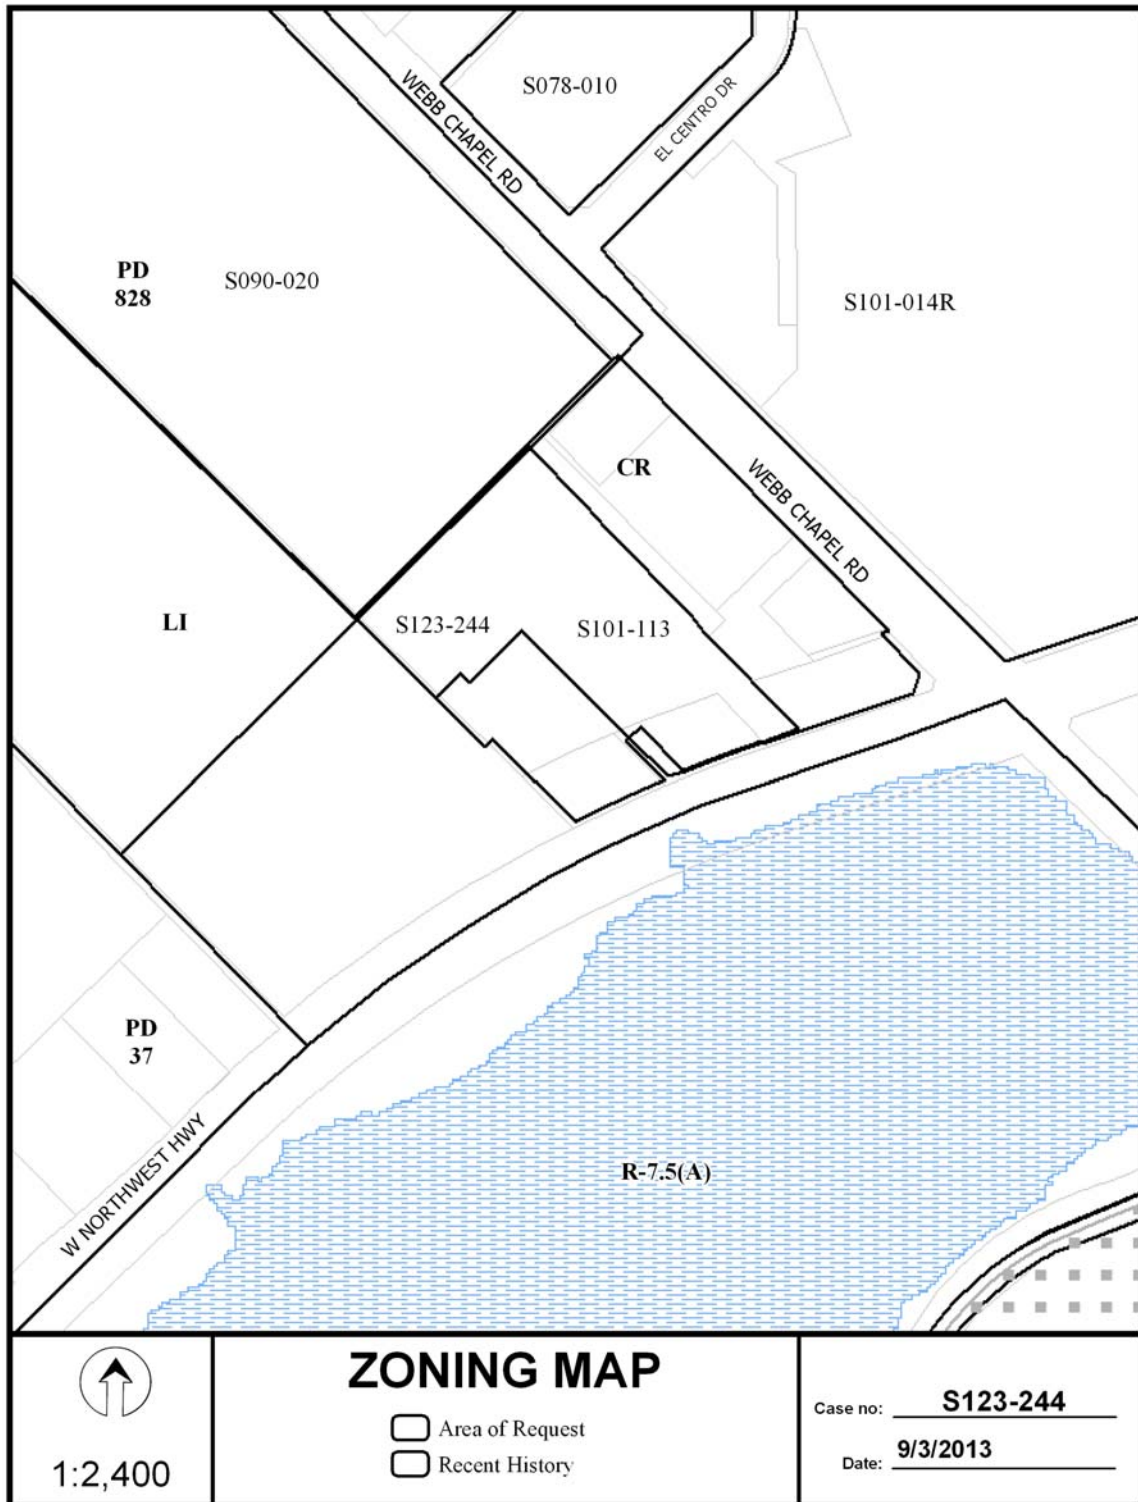 S078-010
WEBB CHAPEL RD
EL CENTRO DR
PD
828
S090-020
S101-014R
CR
WEBB CHAPEL RD
LI
S123-244
S101-113
PD
37
W NORTHWEST HWY
R-7.5(A)
ZONING MAP
Area of Request
Recent History
1:2,400
Case no: S123-244
Date: 9/3/2013